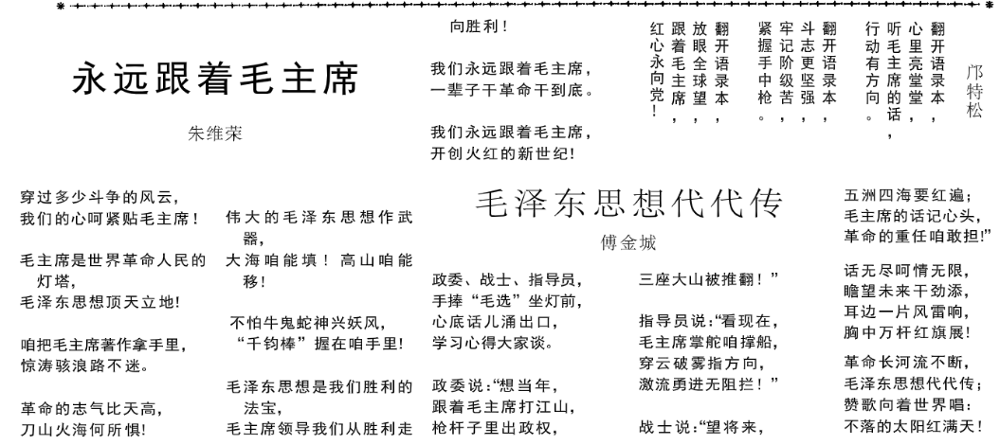 永远跟着毛主席
朱维荣
穿过多少斗争的风云，
我们的心呵紧贴毛主席！
毛主席是世界革命人民的
灯塔，
毛泽东思想顶天立地！
咱把毛主席著作拿手里，
惊涛骇浪路不迷。
革命的志气比天高，
刀山火海何所惧！
伟大的毛泽东思想作武
器，
大海咱能填！高山咱能
移！
不怕牛鬼蛇神兴妖风，
“千钧棒”握在咱手里！
毛泽东思想是我们胜利的
法宝，
毛主席领导我们从胜利走
向胜利！
我们永远跟着毛主席，
一辈子干革命干到底。
我们永远跟着毛主席，
开创火红的新世纪！
邝特松
翻开语录本，
心里亮堂堂，
听毛主席的话，
行动有方向。
翻开语录本，
斗志更坚强，
牢记阶级苦，
紧握手中枪。
翻开语录本，
放眼全球望，
跟着毛主席，
红心永向党！
毛泽东思想代代传
傅金城
政委、战士、指导员，
手捧“毛选”坐灯前，
心底话儿涌出口，
学习心得大家谈。
政委说：“想当年，
跟着毛主席打江山，
枪杆子里出政权，
三座大山被推翻！”
指导员说：“看现在，
毛主席掌舵咱撑船，
穿云破雾指方向，
激流勇进无阻拦！”
战士说：“望将来，
五洲四海要红遍；
毛主席的话记心头，
革命的重任咱敢担！”
话无尽呵情无限，
瞻望未来干劲添，
耳边一片风雷响，
胸中万杆红旗展！
革命长河流不断，
毛泽东思想代代传；
赞歌向着世界唱：
不落的太阳红满天！